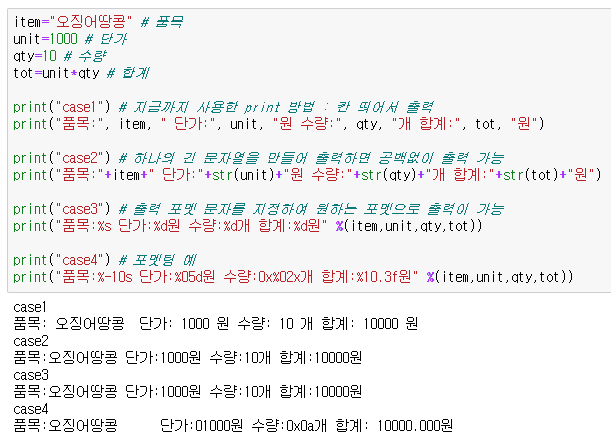 item="오징어땅콩" # 품목
unit=1000 # 단가
qty=10 # 수량
tot=unit*qty # 합계
print("case1") # 지금까지 사용한 print 방법 : 칸 띄어서 출력
print("품목:", item, " 단가:", unit, "원 수량:", qty, "개 합계:", tot, "원")
print("case2") # 하나의 긴 문자열을 만들어 출력하면 공백없이 출력 가능
print("품목:"+item+" 단가:"+str(unit)+"원 수량:"+str(qty)+"개 합계:"+str(tot)+"원")
print("case3") # 출력 포멧 문자를 지정하여 원하는 포멧으로 출력이 가능
print("품목:%s 단가:%d원 수량:%d개 합계:%d원" %(item,unit,qty,tot))
print("case4") # 포멧팅 예
print("품목:%-10s 단가:%05d원 수량:0x%02x개 합계:%10.3f원" %(item,unit,qty,tot))
case1
품목: 오징어땅콩  단가: 1000 원 수량: 10 개 합계: 10000 원
case2
품목:오징어땅콩 단가:1000원 수량:10개 합계:10000원
case3
품목:오징어땅콩 단가:1000원 수량:10개 합계:10000원
case4
품목:오징어땅콩      단가:01000원 수량:0x0a개 합계: 10000.000원